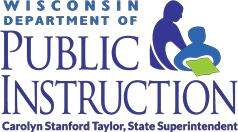 WISCONSIN
DEPARTMENT OF
PUBLIC
INSTRUCTION
Carolyn Stanford Taylor, State Superintendent